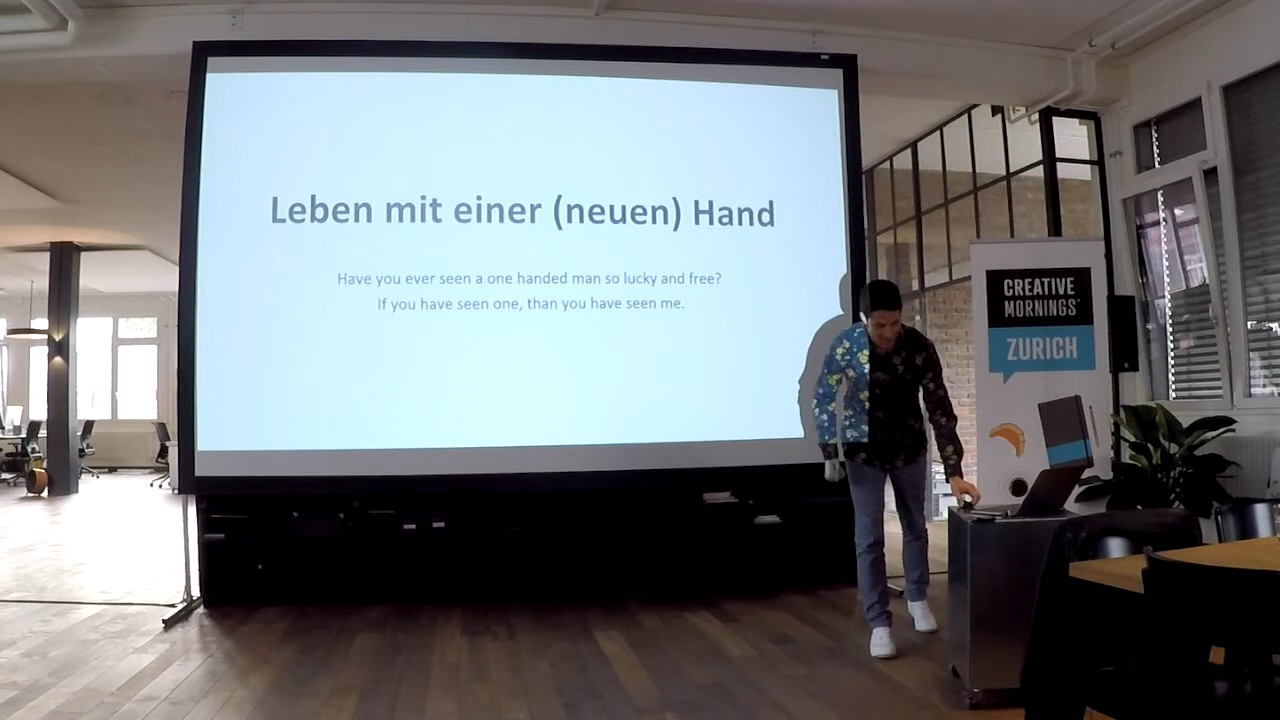 Leben mit einer (neuen) Hand
Have you ever seen a one handed man so lucky and free?
If you have seen one, than you have seen me.
CREATIVE
MORNINGS
ZURICH